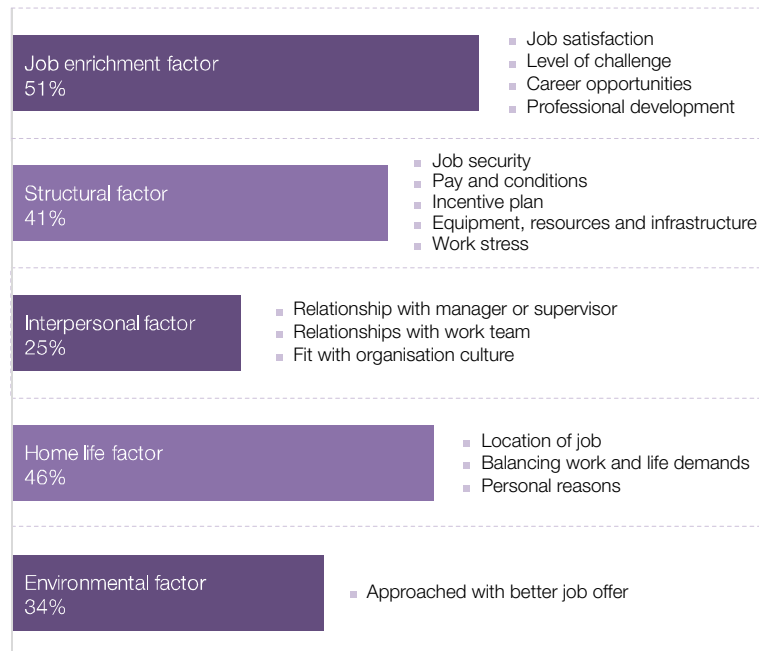 Job enrichment factor
51%
Job satisfaction
Level of challenge
Career opportunities
Professional development
Structural factor
41%
Job security
Pay and conditions
Incentive plan
Equipment, resources and infrastructure
Work stress
Interpersonal factor
25%
Relationship with manager or supervisor
Relationships with work team
Fit with organisation culture
Home life factor
46%
Location of job
Balancing work and life demands
Personal reasons
Environmental factor
34%
Approached with better job offer